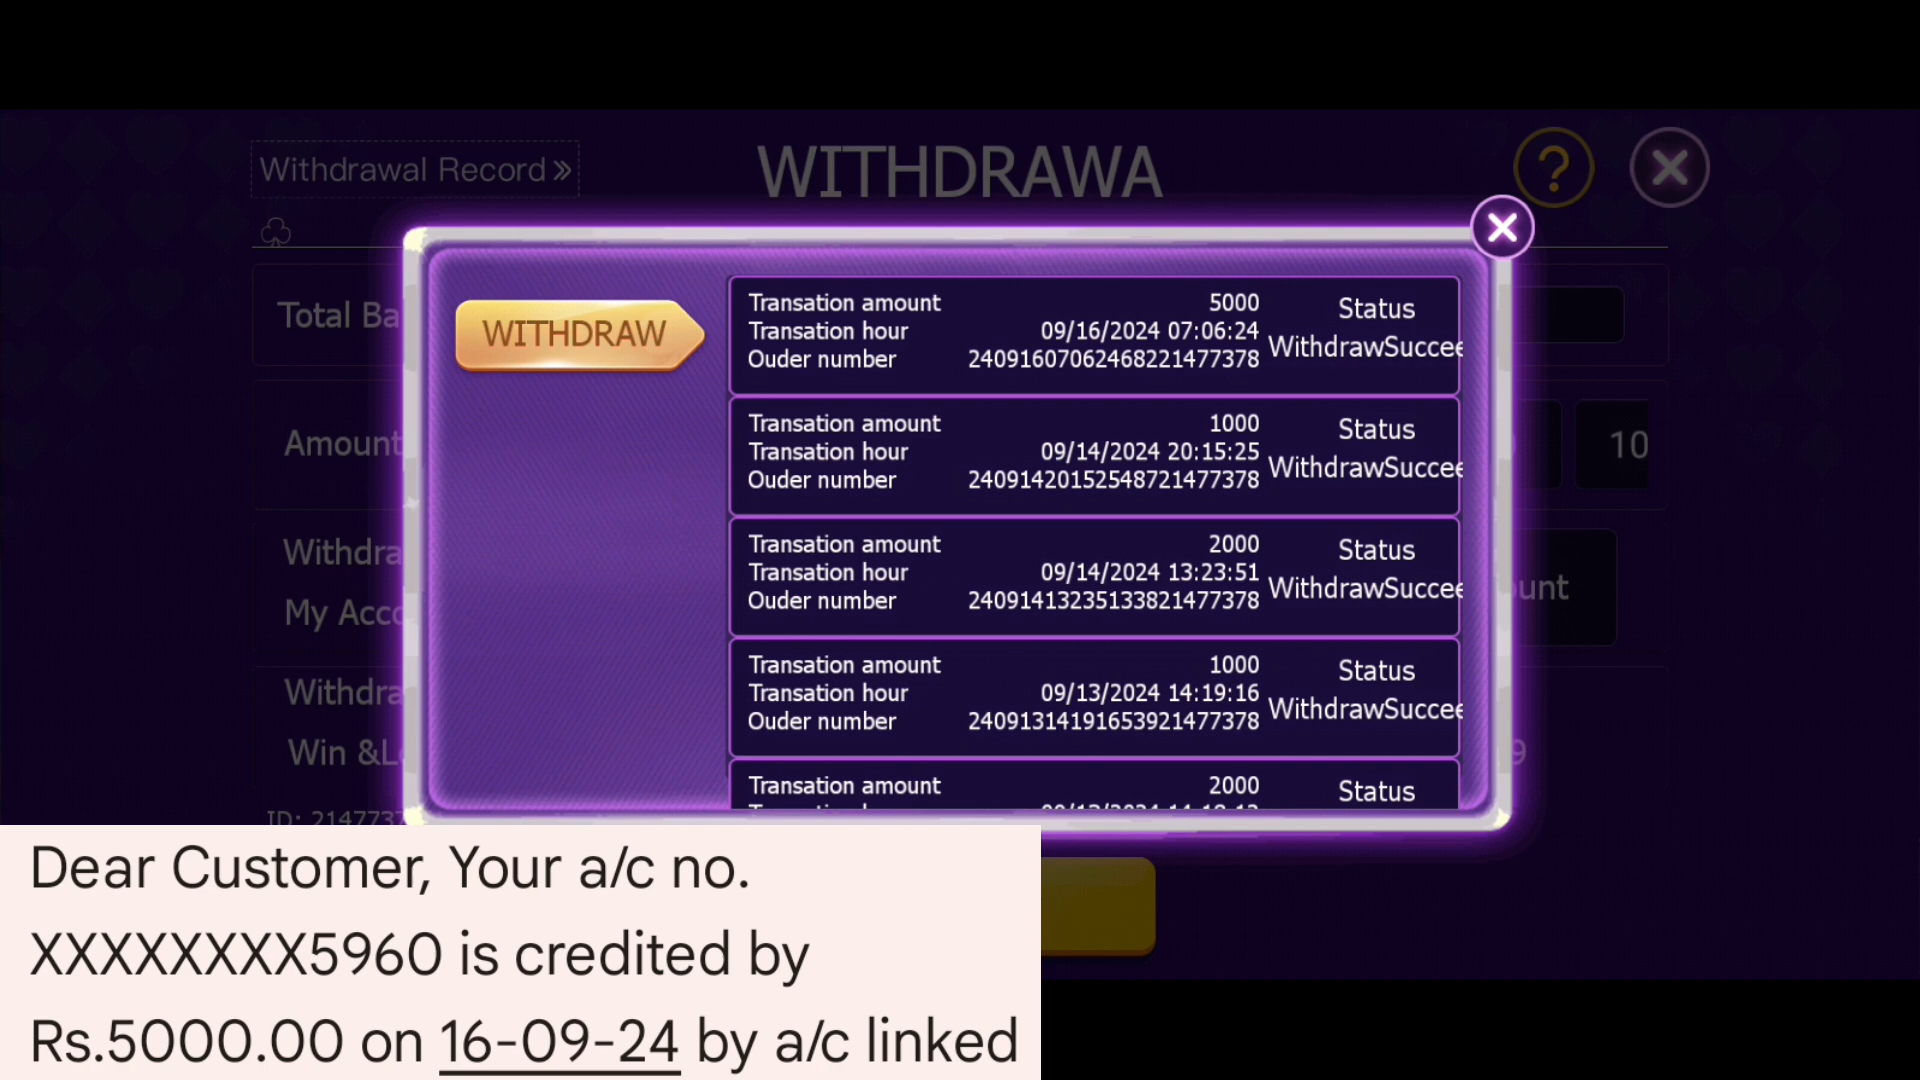 Withdrawal Record »
WITHDRAWA
?
Total Ba
Amount
10
Withdra
My Acco
ount
Withdra
Win &L
9
ID: 2147737
WITHDRAW
Transation amount 5000 Status
Transation hour 09/16/2024 07:06:24
WithdrawSuccee
Ouder number 24091607062468221477378
Transation amount 1000 Status
Transation hour 09/14/2024 20:15:25
WithdrawSuccee
Ouder number 24091420152548721477378
Transation amount 2000 Status
Transation hour 09/14/2024 13:23:51
WithdrawSuccee
Ouder number 24091413235133821477378
Transation amount 1000 Status
Transation hour 09/13/2024 14:19:16
WithdrawSuccee
Ouder number 24091314191653921477378
Transation amount 2000 Status
Dear Customer, Your a/c no.
XXXXXXXX5960 is credited by
Rs.5000.00 on 16-09-24 by a/c linked